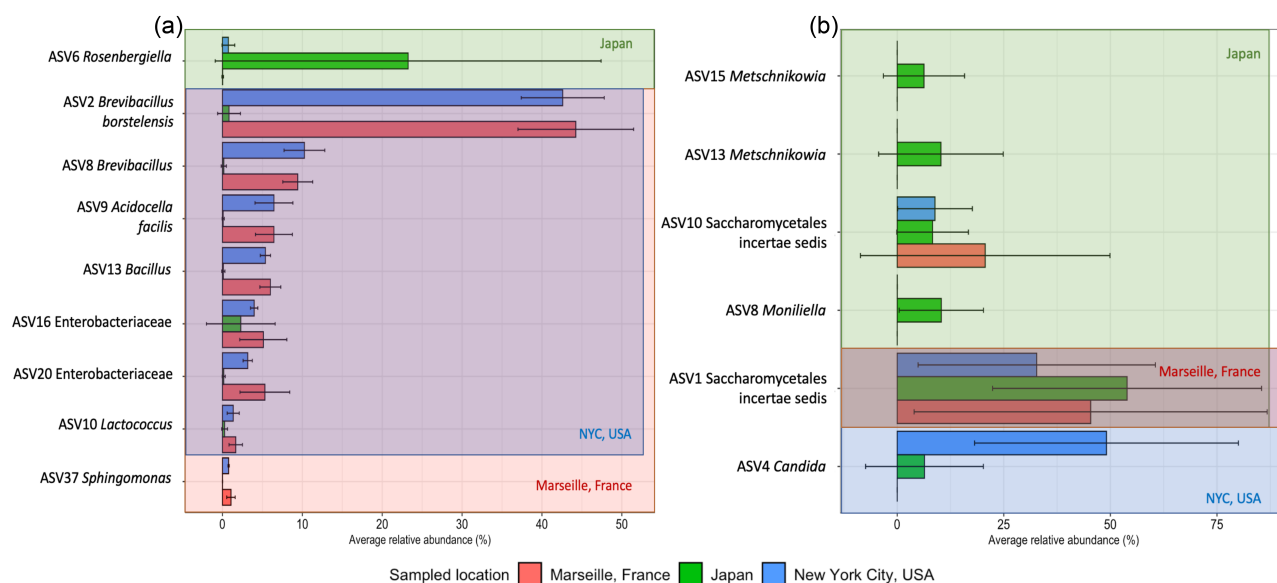 (a)
Japan
ASV6 Rosenbergiella
ASV2 Brevibacillus
borstelensis
ASV8 Brevibacillus
ASV9 Acidocella
facilis
ASV13 Bacillus
ASV16 Enterobacteriaceae
ASV20 Enterobacteriaceae
ASV10 Lactococcus
NYC, USA
ASV37 Sphingomonas
Marseille, France
0 10 20 30 40 50
Average relative abundance (%)
(b)
Japan
ASV15 Metschnikowia
ASV13 Metschnikowia
ASV10 Saccharomycetales
incertae sedis
ASV8 Moniliella
Marseille, France
ASV1 Saccharomycetales
incertae sedis
ASV4 Candida
NYC, USA
0 25 50 75
Average relative abundance (%)
Sampled location Marseille, France Japan New York City, USA